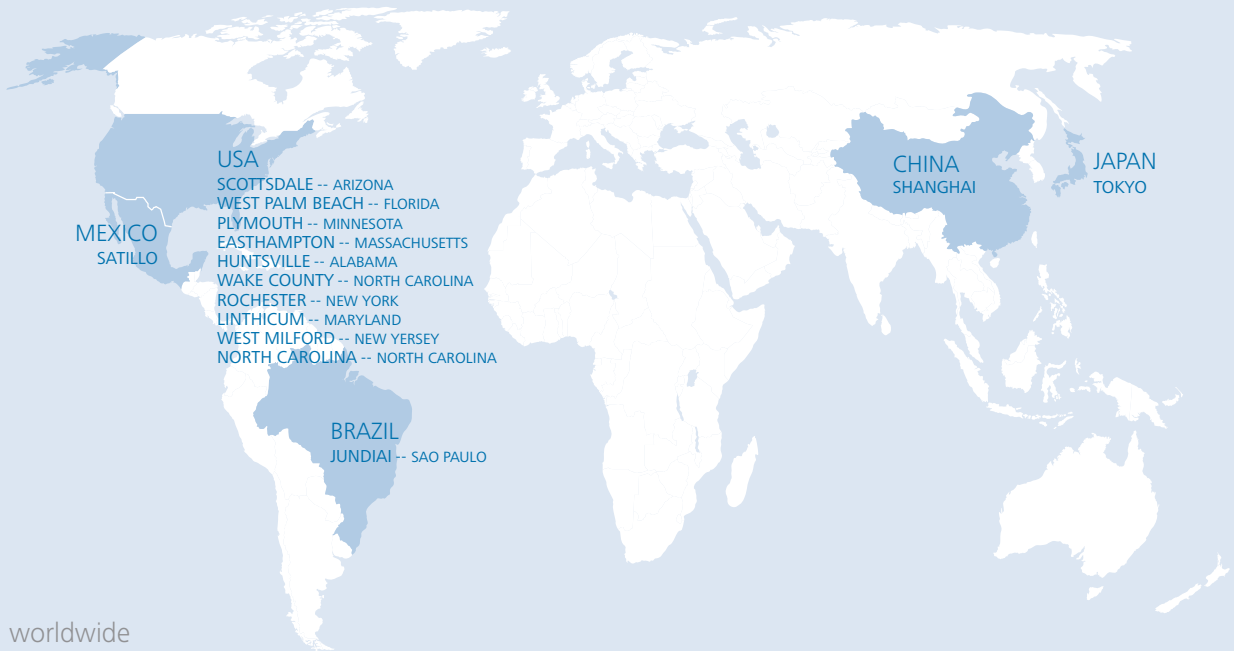 USA
SCOTTSDALE -- ARIZONA
WEST PALM BEACH -- FLORIDA
PLYMOUTH -- MINNESOTA
EASTHAMPTON -- MASSACHUSETTS
HUNTSVILLE -- ALABAMA
WAKE COUNTY -- NORTH CAROLINA
ROCHESTER -- NEW YORK
LINTHICUM -- MARYLAND
WEST MILFORD -- NEW YERSEY
NORTH CAROLINA -- NORTH CAROLINA
MEXICO
SATILLO
BRAZIL
JUNDIAI -- SAO PAULO
CHINA
SHANGHAI
JAPAN
TOKYO
worldwide